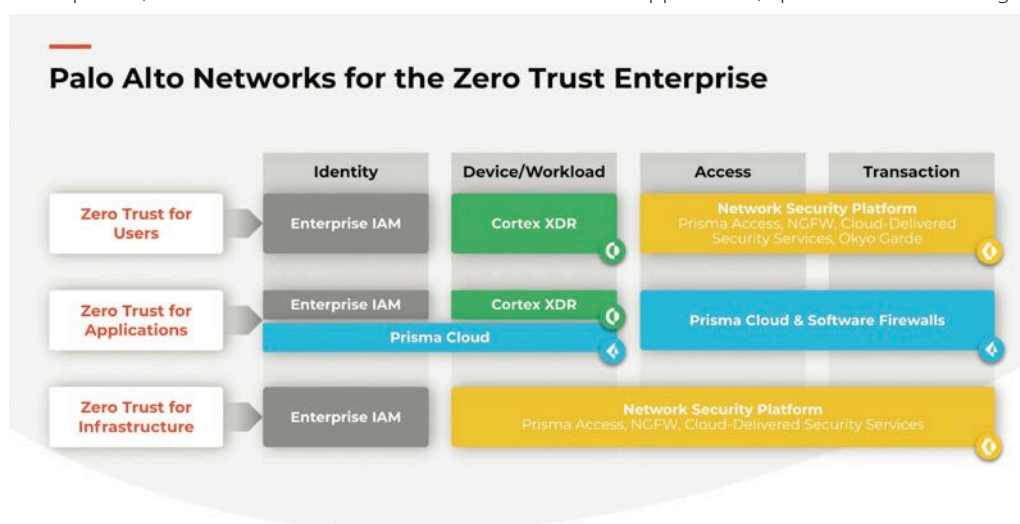 Palo Alto Networks for the Zero Trust Enterprise
Identity
Device/Workload
Access
Transaction
Zero Trust for
Users
Enterprise IAM
Cortex XDR
Network Security Platform
Prisma Access, NGFW, Cloud-Delivered
Security Services, Okyo Garde
Zero Trust for
Applications
Enterprise IAM
Cortex XDR
Prisma Cloud
Prisma Cloud & Software Firewalls
Zero Trust for
Infrastructure
Enterprise IAM
Network Security Platform
Prisma Access, NGFW, Cloud-Delivered Security Services